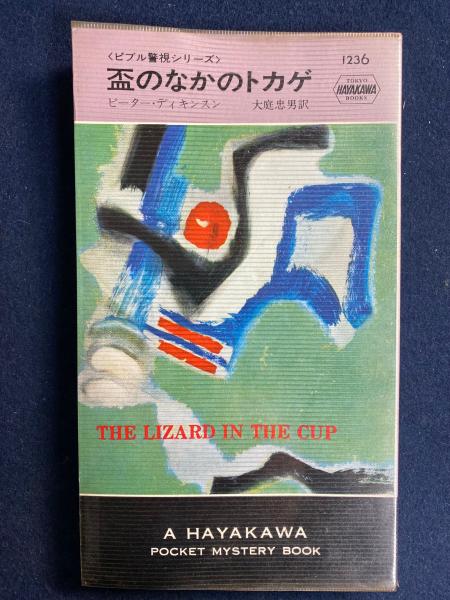 〈ピブル警視シリーズ〉
1236
盃のなかのトカゲ
TOKYO
HAYAKAWA
BOOKS
ピーター・ディキンスン 大庭忠男訳
THE LIZARD IN THE CUP
A HAYAKAWA
POCKET MYSTERY BOOK